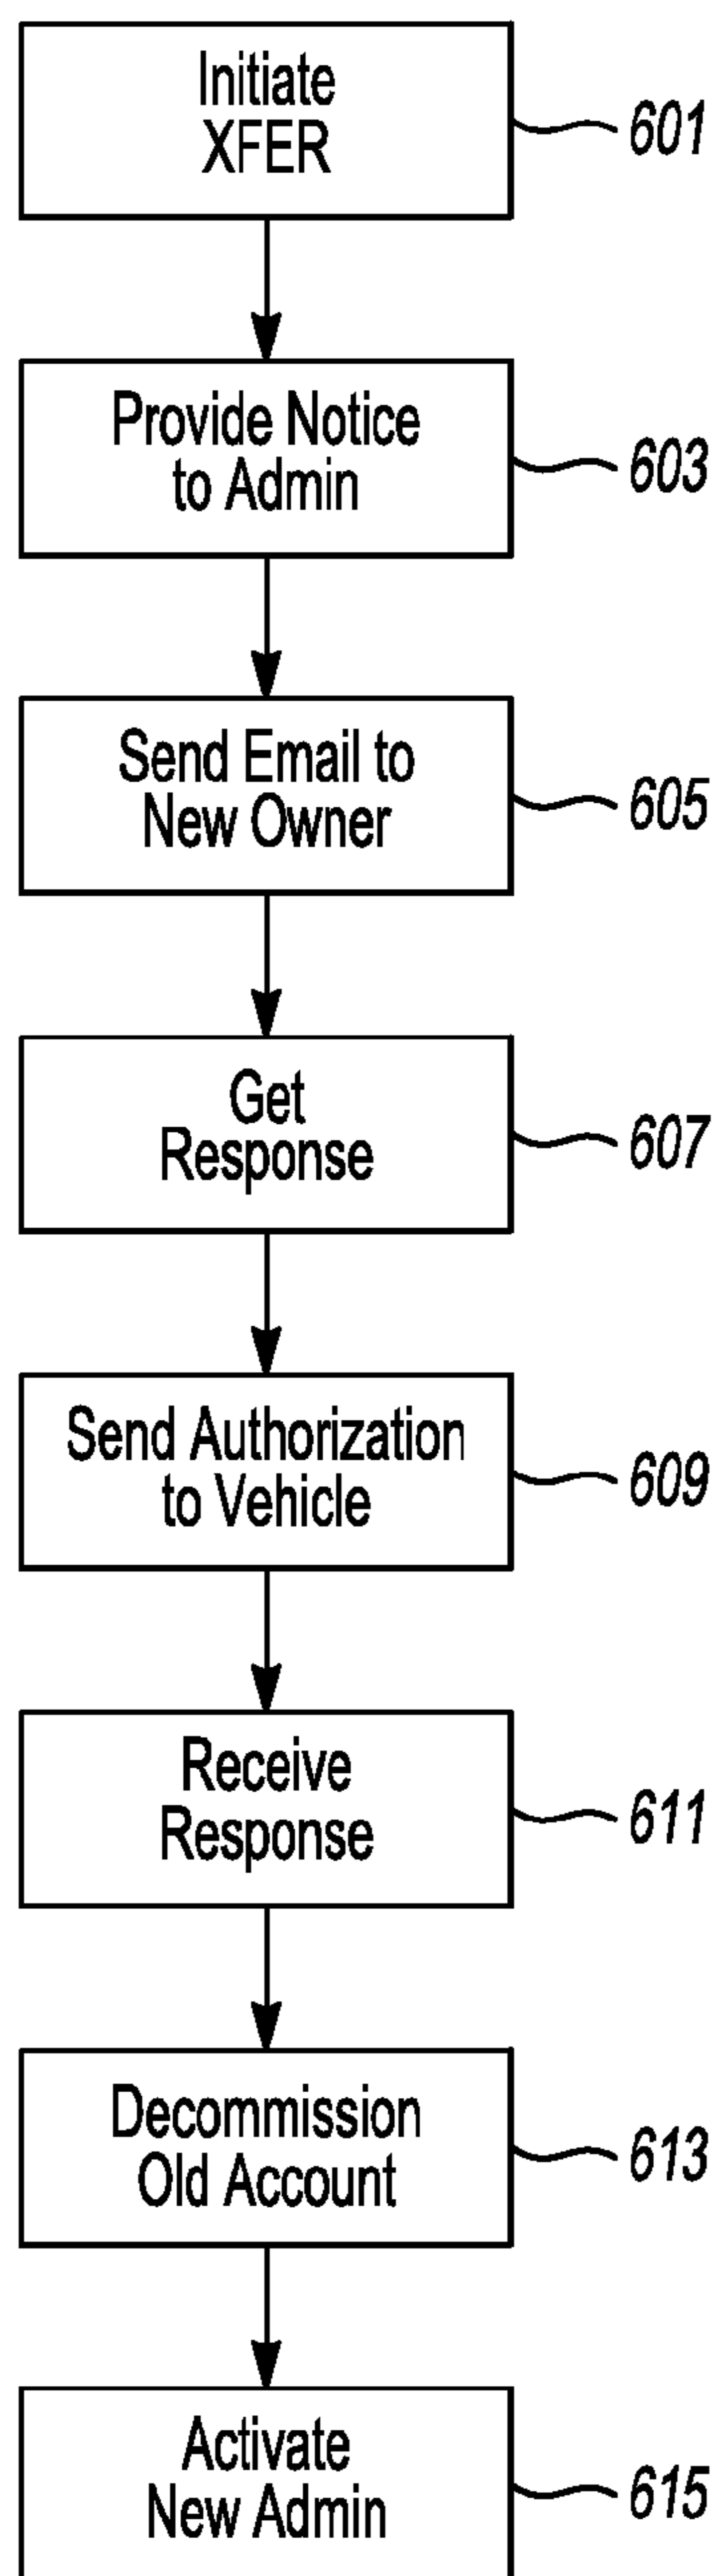 Initiate
XFER
601
Provide Notice
to Admin
603
Send Email to
New Owner
605
Get
Response
607
Send Authorization
to Vehicle
609
Receive
Response
611
Decommission
Old Account
613
Activate
New Admin
615